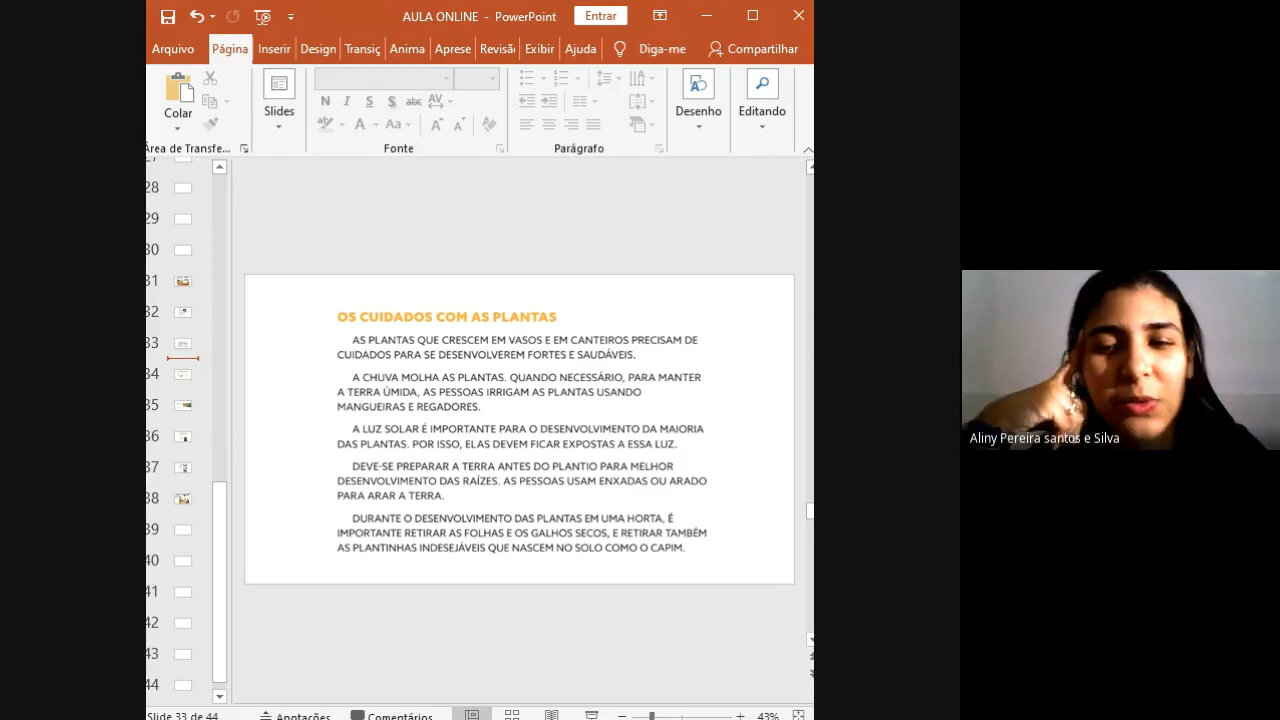 AULA ONLINE - PowerPoint
Entrar
Arquivo
Página
Inserir
Design
Transiç
Anima
Aprese
Revisã
Exibir
Ajuda
Diga-me
Compartilhar
Colar
Slides
N I S S abc AV
A Aa A A
Desenho
Editando
Área de Transfe...
Fonte
Parágrafo
27
28
29
30
31
32
33
34
35
36
37
38
39
40
41
42
43
44
OS CUIDADOS COM AS PLANTAS
AS PLANTAS QUE CRESCEM EM VASOS E EM CANTEIROS PRECISAM DE
CUIDADOS PARA SE DESENVOLVEREM FORTES E SAUDÁVEIS.
A CHUVA MOLHA AS PLANTAS. QUANDO NECESSÁRIO, PARA MANTER
A TERRA ÚMIDA, AS PESSOAS IRRIGAM AS PLANTAS USANDO
MANGUEIRAS E REGADORES.
A LUZ SOLAR É IMPORTANTE PARA O DESENVOLVIMENTO DA MAIORIA
DAS PLANTAS. POR ISSO, ELAS DEVEM FICAR EXPOSTAS A ESSA LUZ.
DEVE-SE PREPARAR A TERRA ANTES DO PLANTIO PARA MELHOR
DESENVOLVIMENTO DAS RAÍZES. AS PESSOAS USAM ENXADAS OU ARADO
PARA ARAR A TERRA.
DURANTE O DESENVOLVIMENTO DAS PLANTAS EM UMA HORTA, É
IMPORTANTE RETIRAR AS FOLHAS E OS GALHOS SECOS, E RETIRAR TAMBÉM
AS PLANTINHAS INDESEJÁVEIS QUE NASCEM NO SOLO COMO O CAPIM.
Aliny Pereira santos e Silva
Slide 33 de 44
Anotações
Comentários
43%